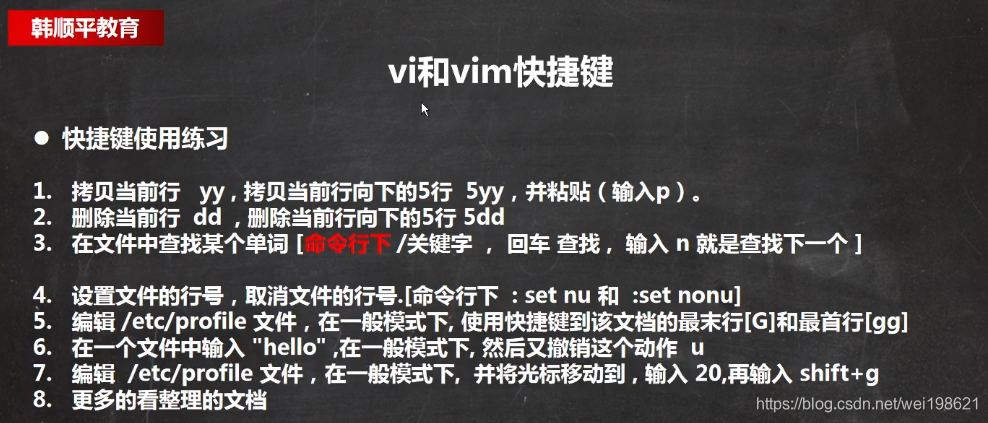 韩顺平教育
vi和vim快捷键
● 快捷键使用练习
1. 拷贝当前行 yy , 拷贝当前行向下的5行 5yy，并粘贴（输入p）。
2. 删除当前行 dd ，删除当前行向下的5行 5dd
3. 在文件中查找某个单词 [命令行下 /关键字 ， 回车 查找 , 输入 n 就是查找下一个 ]
4. 设置文件的行号，取消文件的行号.[命令行下 : set nu 和 :set nonu]
5. 编辑 /etc/profile 文件，在一般模式下, 使用快捷键到该文档的最末行[G]和最首行[gg]
6. 在一个文件中输入 "hello" ,在一般模式下, 然后又撤销这个动作 u
7. 编辑 /etc/profile 文件，在一般模式下, 并将光标移动到 , 输入 20,再输入 shift+g
8. 更多的看整理的文档
https://blog.csdn.net/wei198621